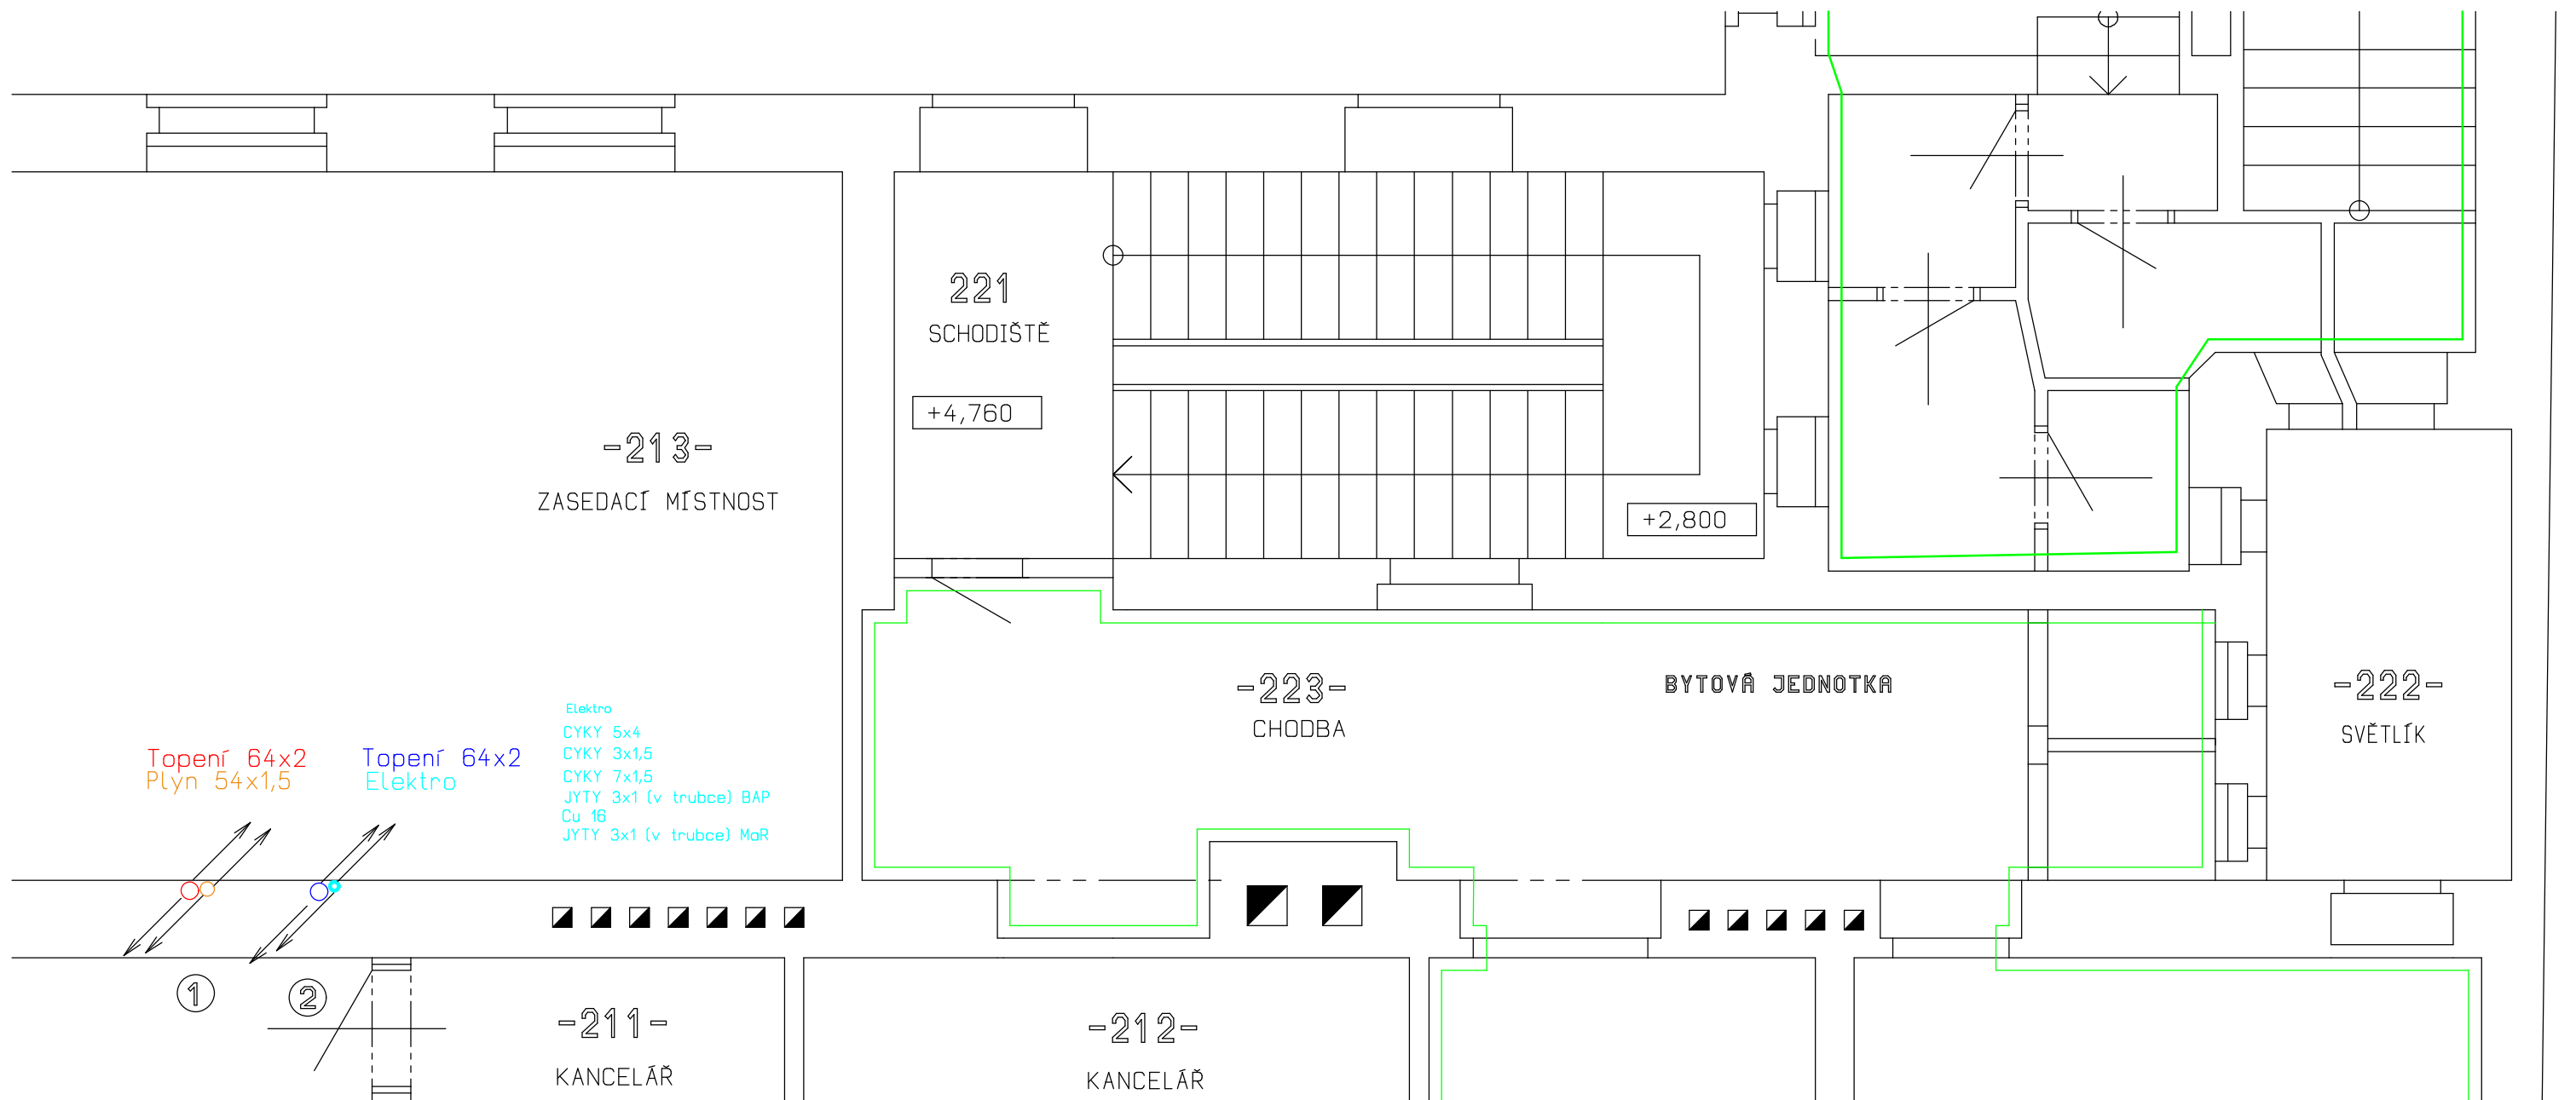 221
SCHODIŠTĚ
+4,760
-213-
ZASEDACÍ MÍSTNOST
+2,800
-223-
CHODBA
BYTOVÁ JEDNOTKA
-222-
SVĚTLÍK
Topení 64x2
Plyn 54x1,5
Topení 64x2
Elektro
Elektro
CYKY 5x4
CYKY 3x1,5
CYKY 7x1,5
JYTY 3x1 (v trubce) BAP
Cu 16
JYTY 3x1 (v trubce) MaR
1
2
-211-
KANCELÁŘ
-212-
KANCELÁŘ